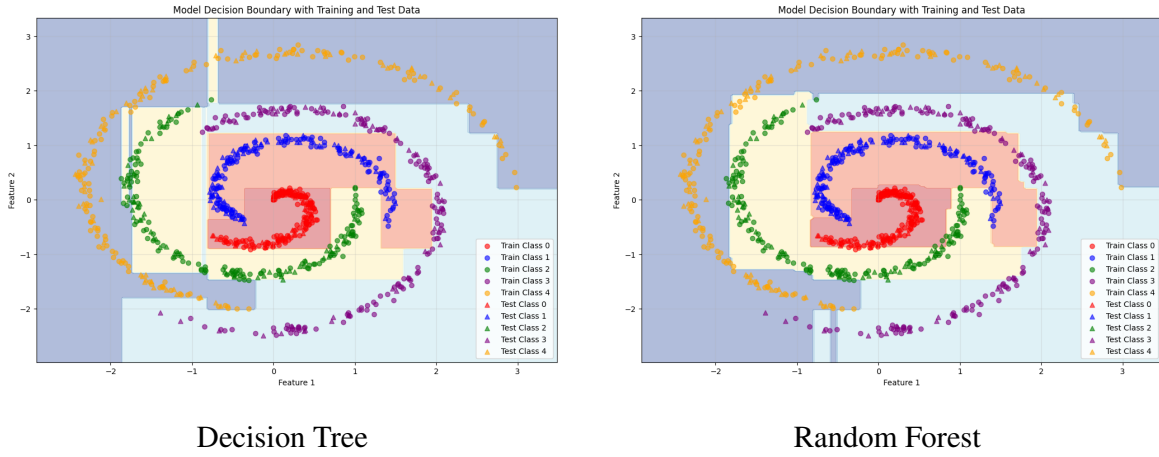 Model Decision Boundary with Training and Test Data
3
2
1
0
−1
−2
Feature 2
−2
−1
0
1
2
3
Feature 1
Train Class 0
Train Class 1
Train Class 2
Train Class 3
Train Class 4
Test Class 0
Test Class 1
Test Class 2
Test Class 3
Test Class 4
Decision Tree
Model Decision Boundary with Training and Test Data
3
2
1
0
−1
−2
Feature 2
−2
−1
0
1
2
3
Feature 1
Train Class 0
Train Class 1
Train Class 2
Train Class 3
Train Class 4
Test Class 0
Test Class 1
Test Class 2
Test Class 3
Test Class 4
Random Forest